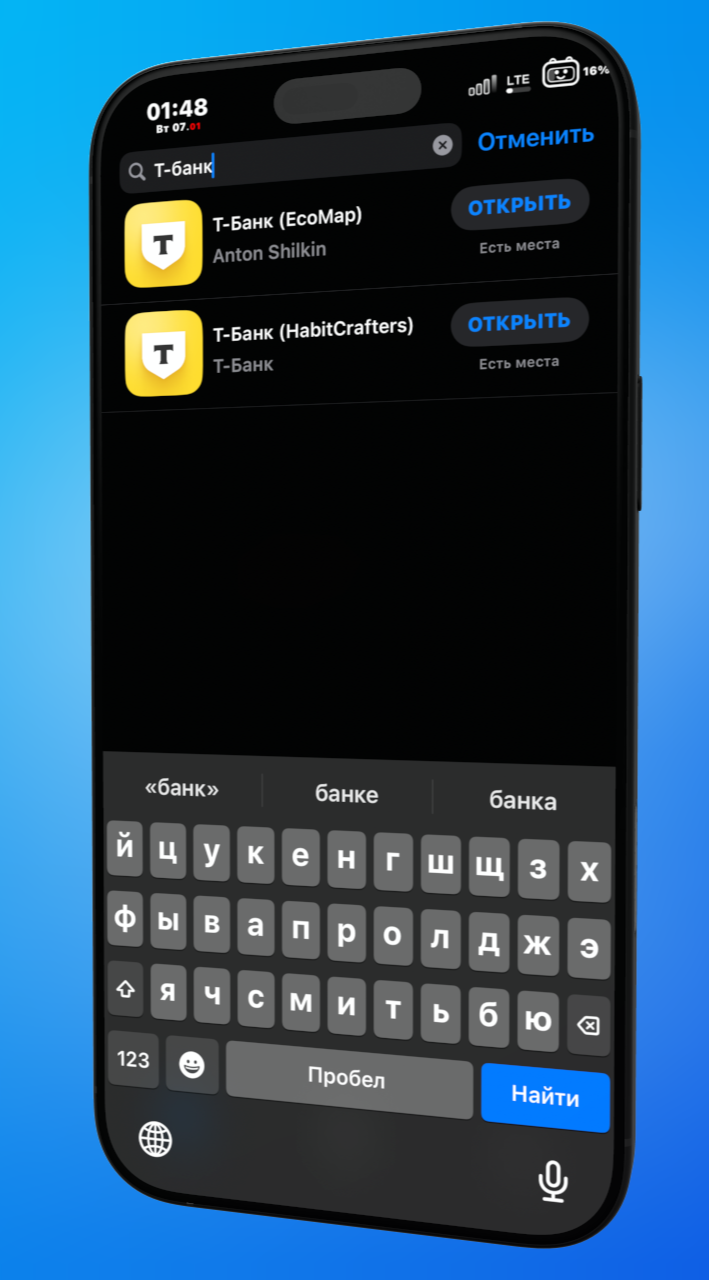 01:48
Вт 07.01
LTE
16%
Т-банк
Отменить
Т
Т-Банк (EcoMap)
Anton Shilkin
ОТКРЫТЬ
Есть места
Т
Т-Банк (HabitCrafters)
Т-Банк
ОТКРЫТЬ
Есть места
«банк»
банке
банка
й ц у к е н г ш щ з х
ф ы в а п р о л д ж э
я ч с м и т ь б ю
123
Пробел
Найти